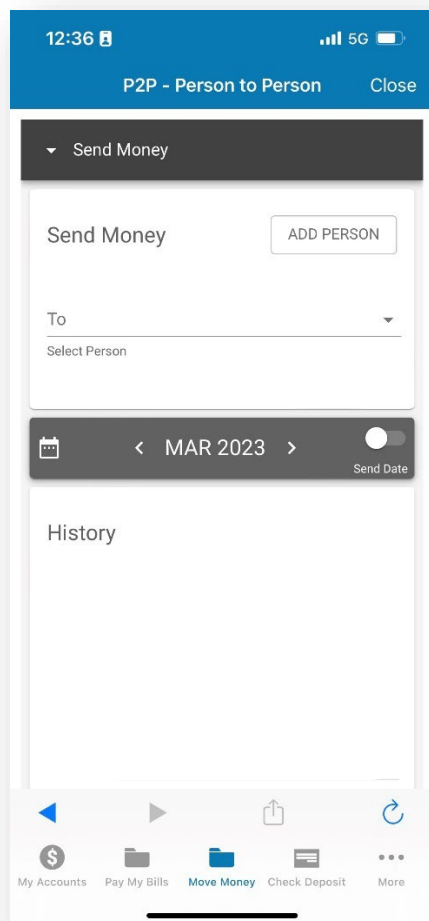 12:36 5G
P2P - Person to Person Close
Send Money
Send Money ADD PERSON
To
Select Person
MAR 2023
Send Date
History
My Accounts Pay My Bills Move Money Check Deposit More